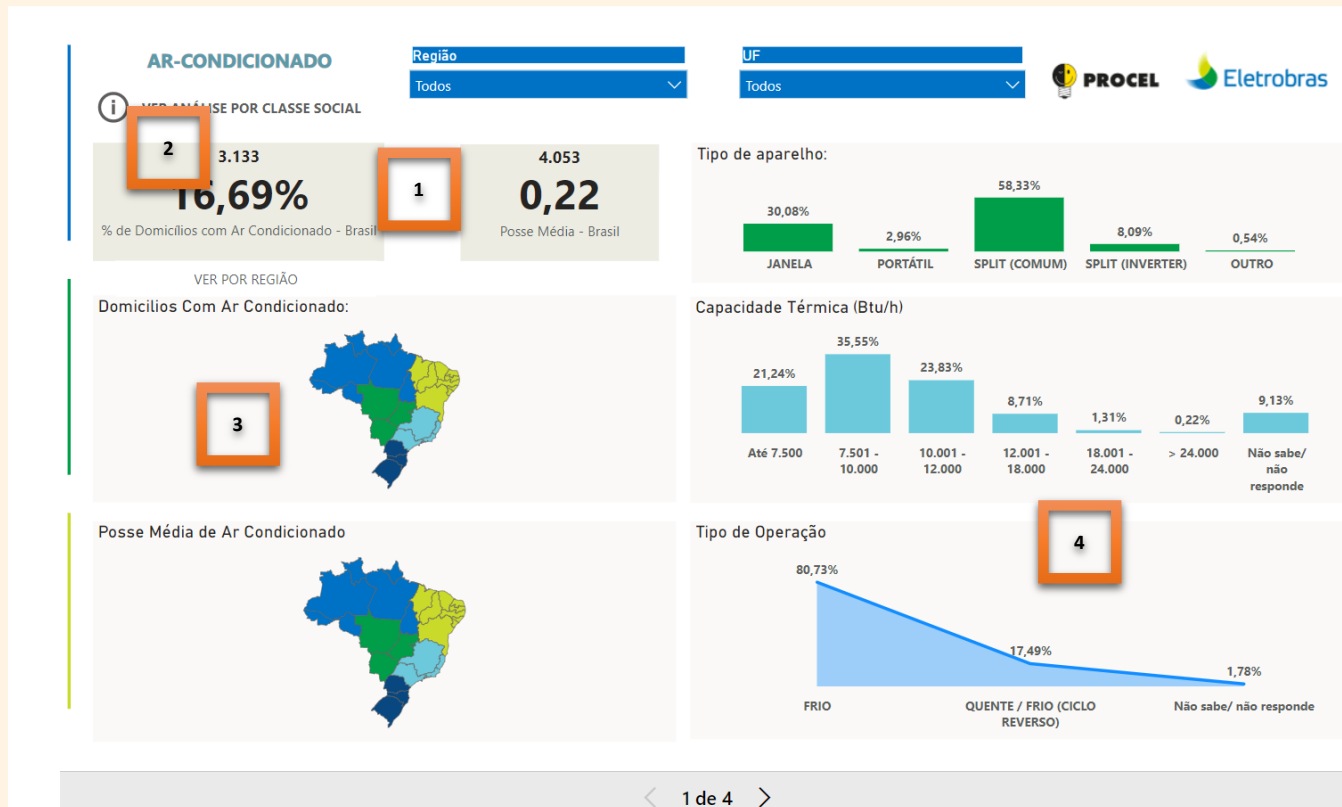 AR-CONDICIONADO
Região
Todos
UF
Todos
PROCEL
Eletrobras
i
VER ANÁLISE POR CLASSE SOCIAL
2
3.133
16,69%
% de Domicílios com Ar Condicionado - Brasil
1
4.053
0,22
Posse Média - Brasil
Tipo de aparelho:
30,08%
2,96%
58,33%
8,09%
0,54%
JANELA
PORTÁTIL
SPLIT (COMUM)
SPLIT (INVERTER)
OUTRO
VER POR REGIÃO
Domicilios Com Ar Condicionado:
3
Capacidade Térmica (Btu/h)
21,24%
35,55%
23,83%
8,71%
1,31%
0,22%
9,13%
Até 7.500
7.501 -
10.000
10.001 -
12.000
12.001 -
18.000
18.001 -
24.000
> 24.000
Não sabe/
não
responde
Posse Média de Ar Condicionado
Tipo de Operação
4
80,73%
17,49%
1,78%
FRIO
QUENTE / FRIO (CICLO
REVERSO)
Não sabe/ não responde
1 de 4